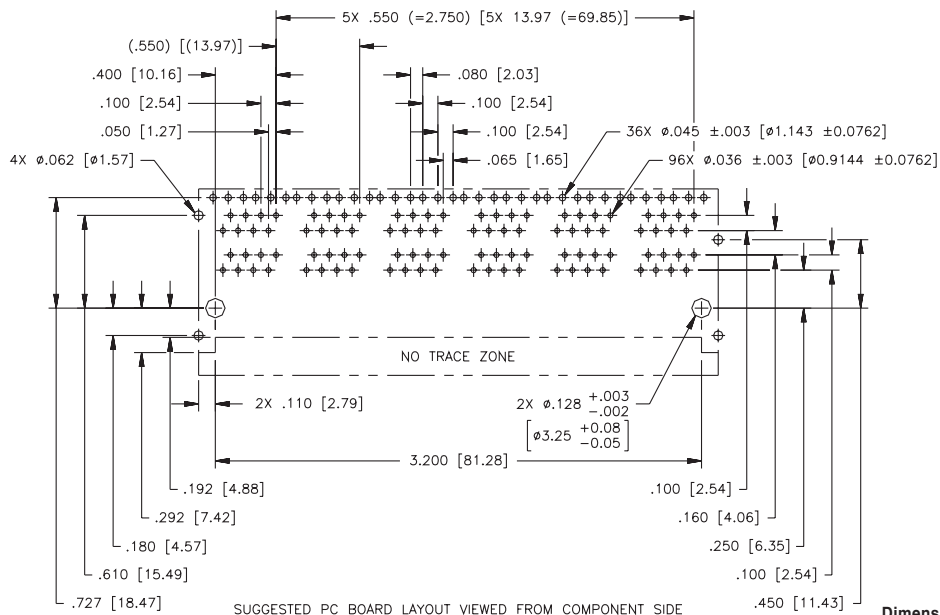 5X .550 (=2.750) [5X 13.97 (=69.85)]
(.550) [(13.97)]
.400 [10.16]
.080 [2.03]
.100 [2.54]
.100 [2.54]
.050 [1.27]
.100 [2.54]
36X ø.045 ±.003 [ø1.143 ±0.0762]
4X ø.062 [ø1.57]
.065 [1.65]
96X ø.036 ±.003 [ø0.9144 ±0.0762]
NO TRACE ZONE
2X .110 [2.79]
2X ø.128 +.003 -.002
[ø3.25 +0.08 -0.05]
3.200 [81.28]
.192 [4.88]
.100 [2.54]
.292 [7.42]
.160 [4.06]
.180 [4.57]
.250 [6.35]
.610 [15.49]
.100 [2.54]
.727 [18.47]
.450 [11.43]
SUGGESTED PC BOARD LAYOUT VIEWED FROM COMPONENT SIDE
Dimens